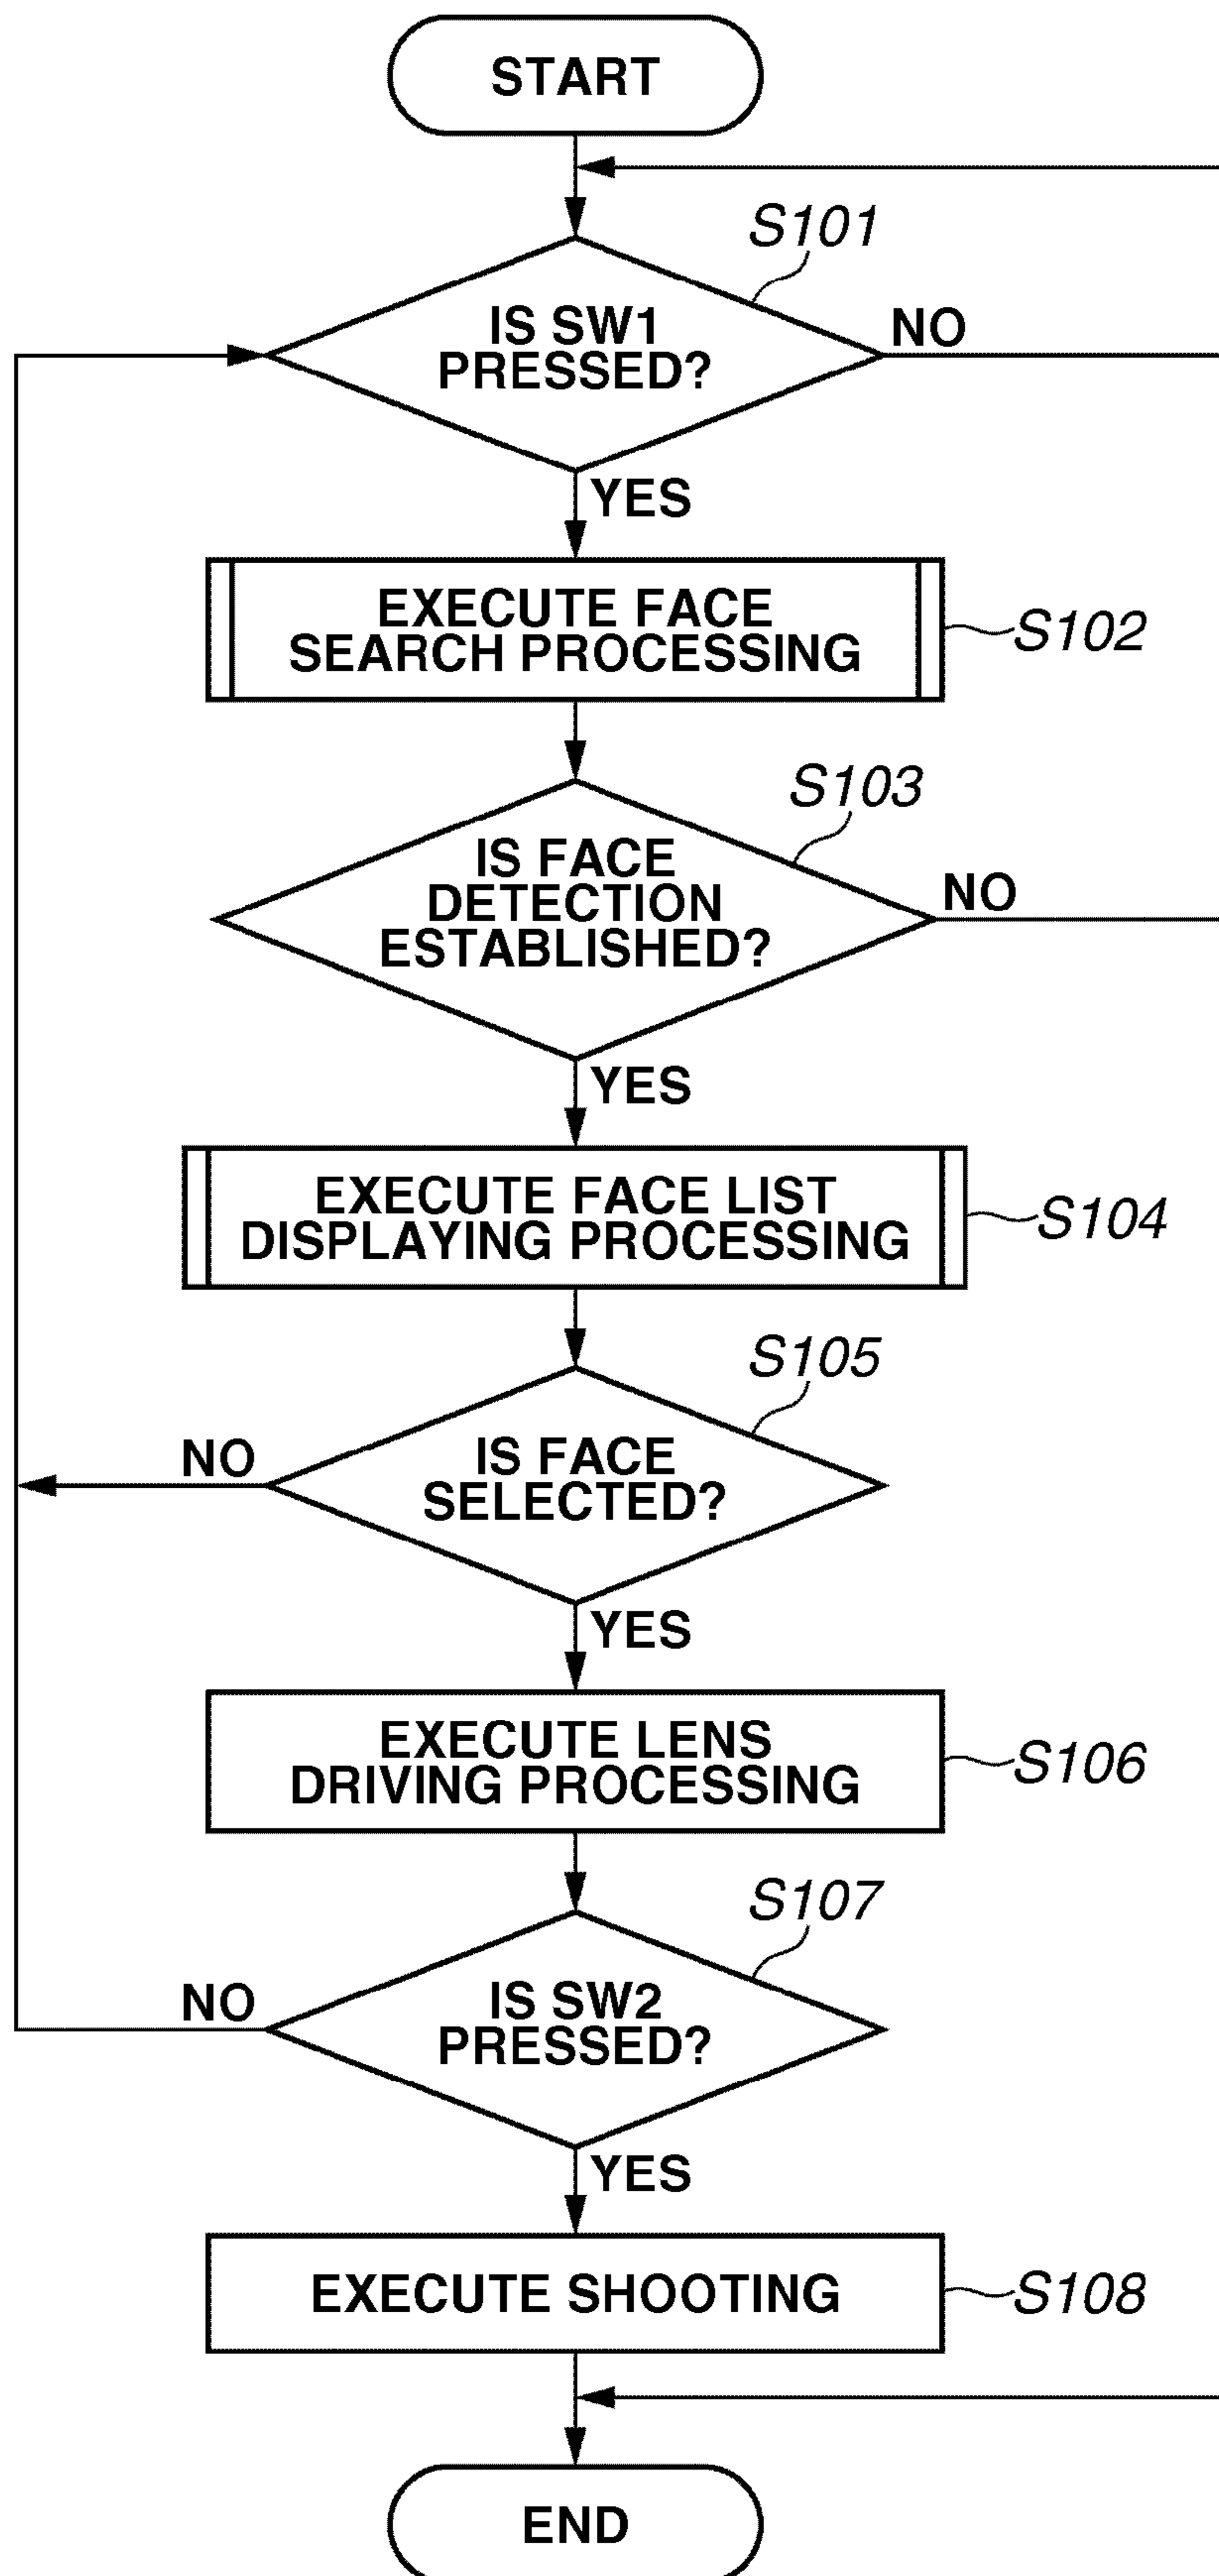 START
S101
IS SW1
PRESSED?
NO
YES
EXECUTE FACE
SEARCH PROCESSING
S102
S103
IS FACE
DETECTION
ESTABLISHED?
NO
YES
EXECUTE FACE LIST
DISPLAYING PROCESSING
S104
S105
IS FACE
SELECTED?
NO
YES
EXECUTE LENS
DRIVING PROCESSING
S106
S107
IS SW2
PRESSED?
NO
YES
EXECUTE SHOOTING
S108
END